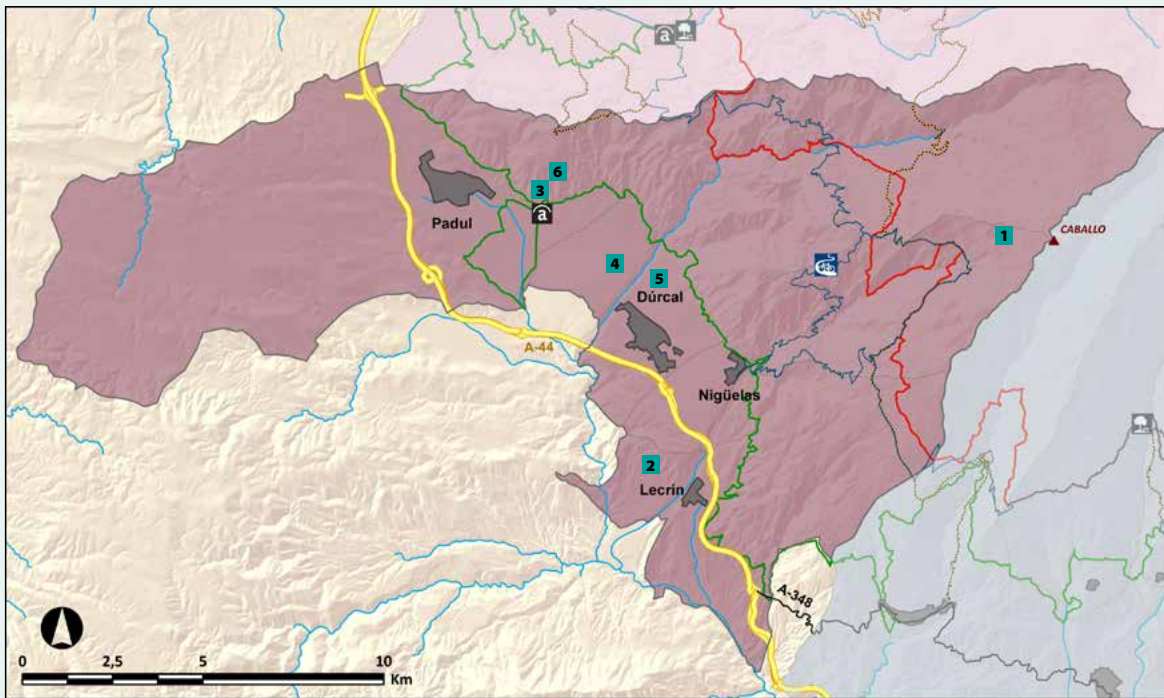 a
6
3
a
Padul
1
CABALLO
4
5
Dúrcal
A-44
Nigüelas
2
Lecrín
A-348
0 2,5 5 10
Km